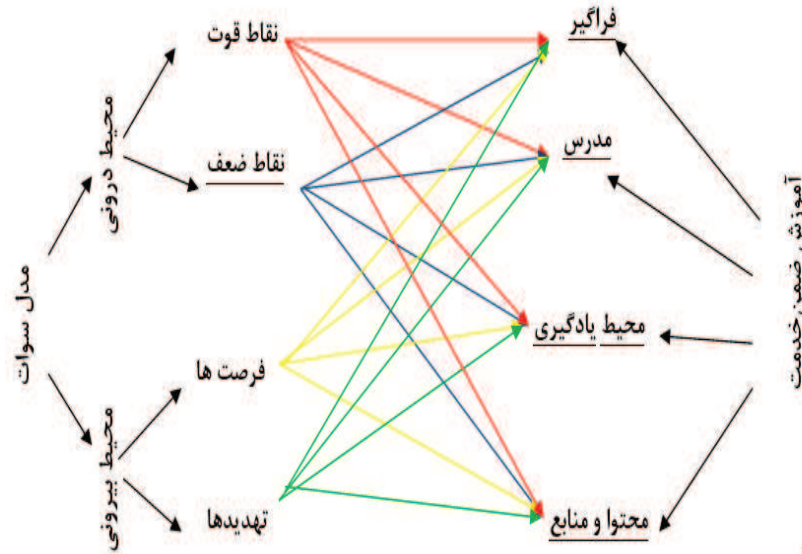 نقاط قوت
فراگیر
محیط درونی
نقاط ضعف
مدرس
مدل سوات
آموزش ضمن خدمت
محیط یادگیری
فرصت ها
محیط بیرونی
تهدیدها
محتوا و منابع